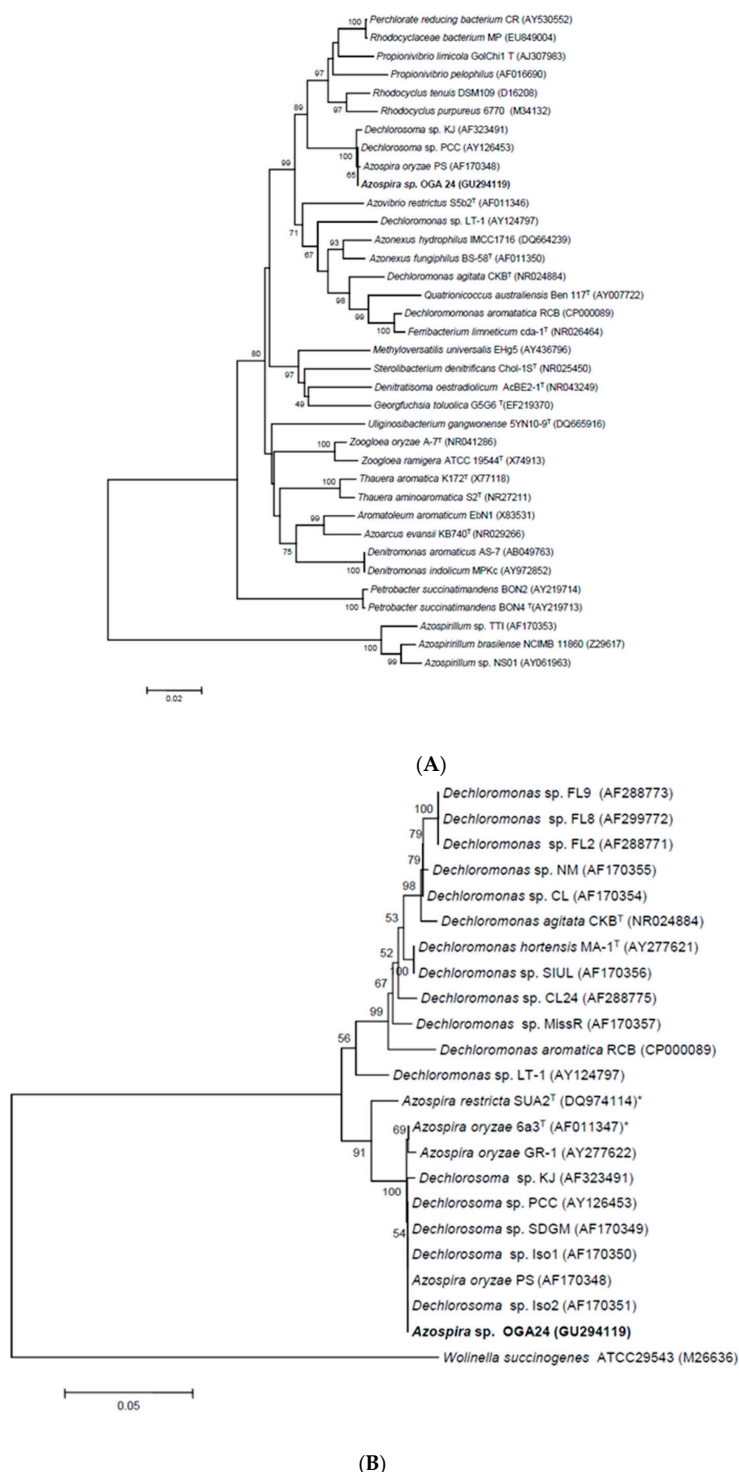 100 Perchlorate reducing bacterium CR (AY530552)
Rhodocyclaceae bacterium MP (EU849004)
Propionivibrio limicola GolChi1 T (AJ307983)
97
Propionivibrio pelophilus (AF016690)
Rhodocyclus tenuis DSM109 (D16208)
89
97 Rhodocyclus purpureus 6770 (M34132)
Dechlorosoma sp. KJ (AF323491)
Dechlorosoma sp. PCC (AY126453)
100
99 Azospira oryzae PS (AF170348)
65
Azospira sp. OGA 24 (GU294119)
Azovibrio restrictus S5b2ᵀ (AF011346)
Dechloromonas sp. LT-1 (AY124797)
71
93 Azonexus hydrophilus IMCC1716 (DQ664239)
67
Azonexus fungiphilus BS-58ᵀ (AF011350)
Dechloromonas agitata CKBᵀ (NR024884)
98
Quatrionicoccus australiensis Ben 117ᵀ (AY007722)
99
Dechloromomonas aromatatica RCB (CP000089)
100 Ferribacterium limneticum cda-1ᵀ (NR026464)
80
Methyloversatilis universalis EHg5 (AY436796)
97 Sterolibacterium denitrificans Chol-1Sᵀ (NR025450)
Denitratisoma oestradiolicum AcBE2-1ᵀ (NR043249)
49
Georgfuchsia toluolica G5G6 ᵀ(EF219370)
Uliginosibacterium gangwonense 5YN10-9ᵀ (DQ665916)
100 Zoogloea oryzae A-7ᵀ (NR041286)
Zoogloea ramigera ATCC 19544ᵀ (X74913)
Thauera aromatica K172ᵀ (X77118)
100
Thauera aminoaromatica S2ᵀ (NR27211)
99 Aromatoleum aromaticum EbN1 (X83531)
Azoarcus evansii KB740ᵀ (NR029266)
75
Denitromonas aromaticus AS-7 (AB049763)
100 Denitromonas indolicum MPKc (AY972852)
Petrobacter succinatimandens BON2 (AY219714)
100 Petrobacter succinatimandens BON4 ᵀ(AY219713)
Azospirillum sp. TTI (AF170353)
100 Azospiririllum brasilense NCIMB 11860 (Z29617)
99 Azospirillum sp. NS01 (AY061963)
0.02
(A)
100 Dechloromonas sp. FL9 (AF288773)
Dechloromonas sp. FL8 (AF299772)
79
Dechloromonas sp. FL2 (AF288771)
79
Dechloromonas sp. NM (AF170355)
98
Dechloromonas sp. CL (AF170354)
53 Dechloromonas agitata CKBᵀ (NR024884)
Dechloromonas hortensis MA-1ᵀ (AY277621)
52
100 Dechloromonas sp. SIUL (AF170356)
67
Dechloromonas sp. CL24 (AF288775)
99
Dechloromonas sp. MissR (AF170357)
56
Dechloromonas aromatica RCB (CP000089)
Dechloromonas sp. LT-1 (AY124797)
Azospira restricta SUA2ᵀ (DQ974114)*
69 Azospira oryzae 6a3ᵀ (AF011347)*
91 Azospira oryzae GR-1 (AY277622)
Dechlorosoma sp. KJ (AF323491)
100
Dechlorosoma sp. PCC (AY126453)
54 Dechlorosoma sp. SDGM (AF170349)
Dechlorosoma sp. Iso1 (AF170350)
Azospira oryzae PS (AF170348)
Dechlorosoma sp. Iso2 (AF170351)
Azospira sp. OGA24 (GU294119)
Wolinella succinogenes ATCC29543 (M26636)
0.05
(B)